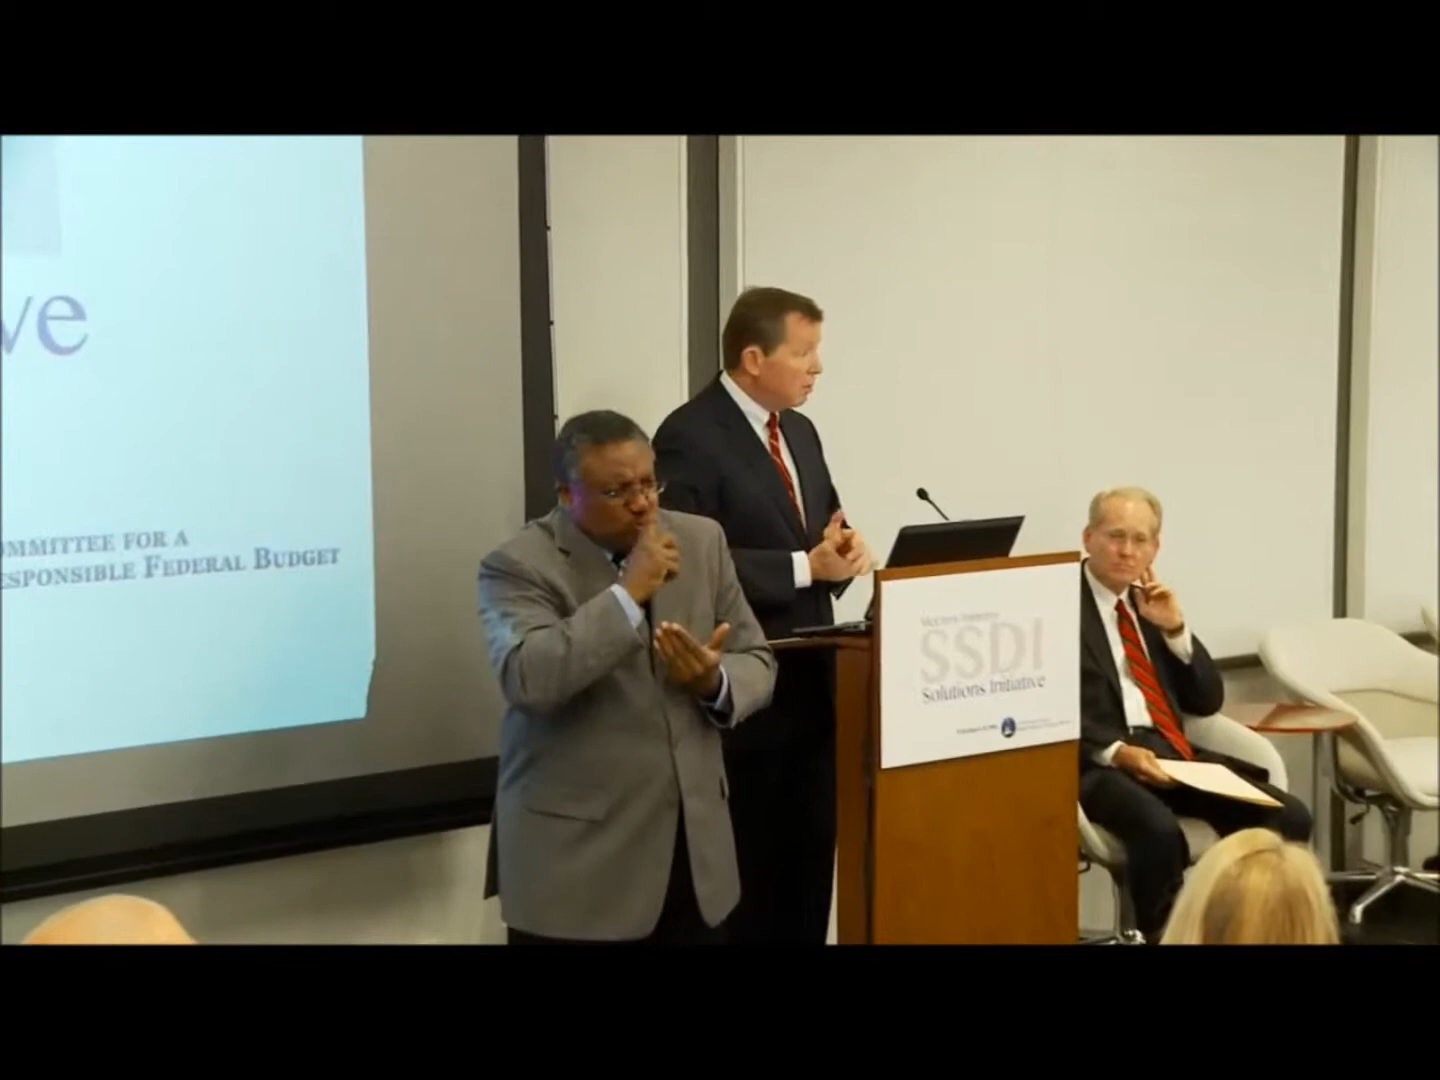 ve
OMMITTEE FOR A
ESPONSIBLE FEDERAL BUDGET
SSDI
Solutions Initiative